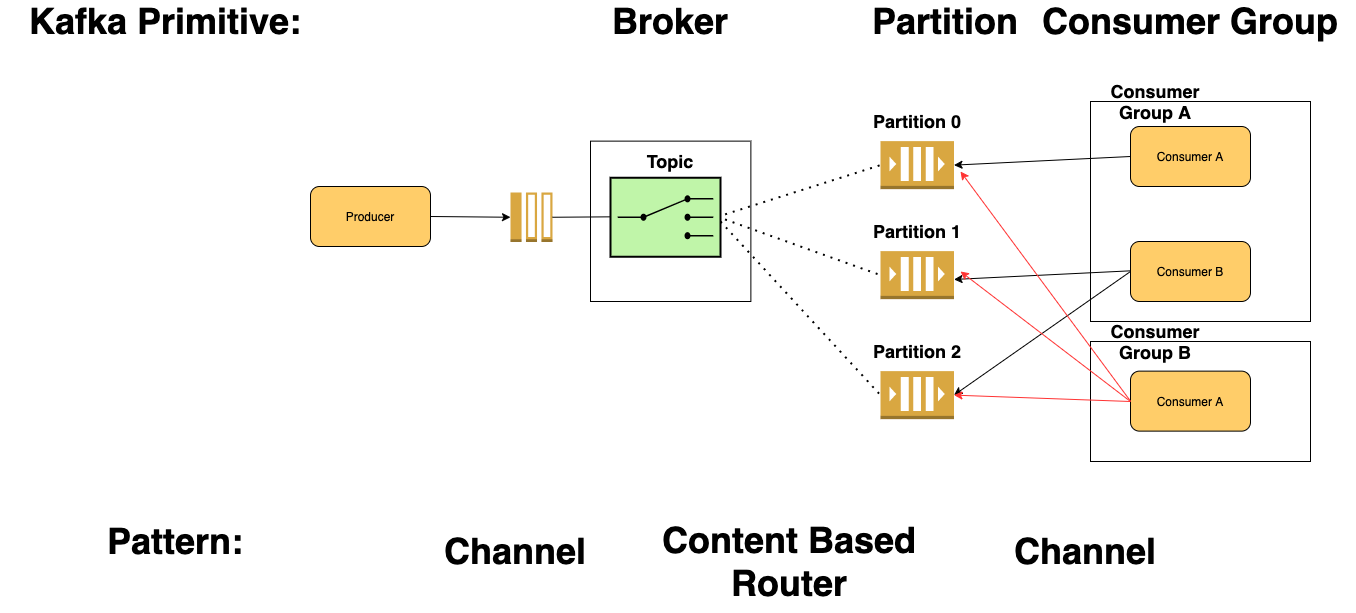 Kafka Primitive:
Broker
Partition
Consumer Group
Consumer
Group A
Partition 0
Consumer A
Topic
Producer
Partition 1
Consumer B
Consumer
Group B
Partition 2
Consumer A
Pattern:
Channel
Content Based
Router
Channel